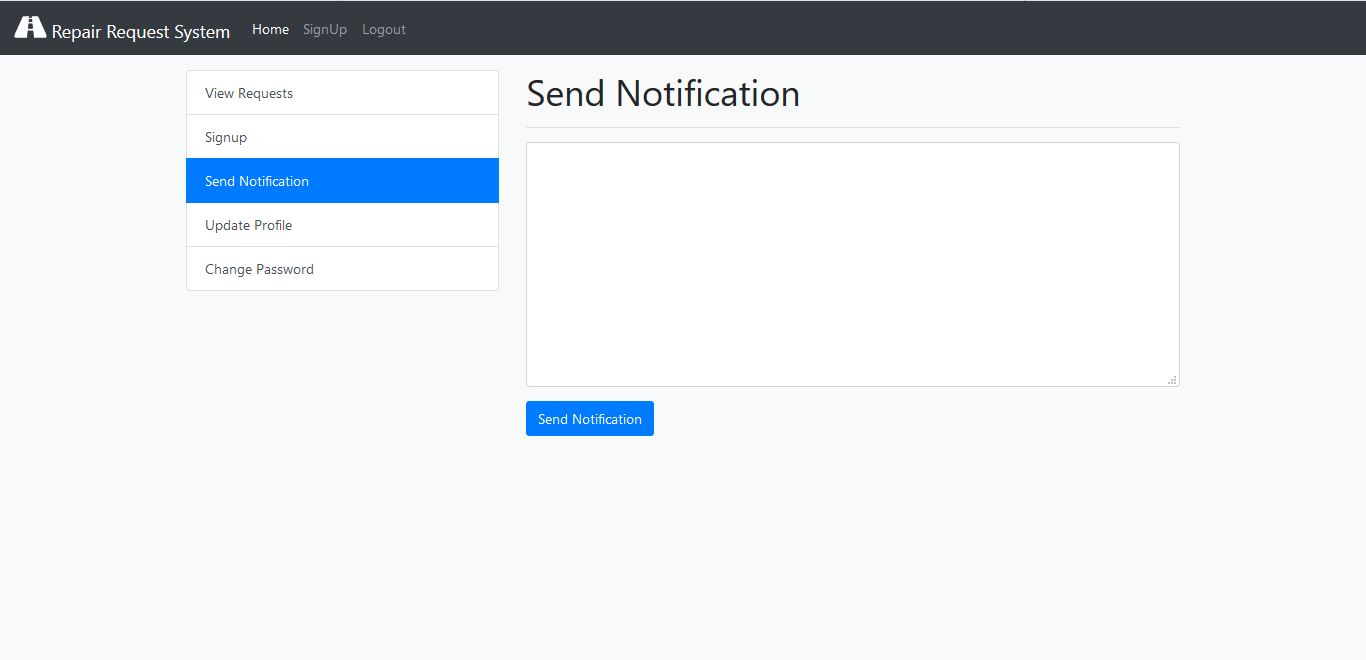 Repair Request System Home SignUp Logout
View Requests
Signup
Send Notification
Update Profile
Change Password
Send Notification
Send Notification